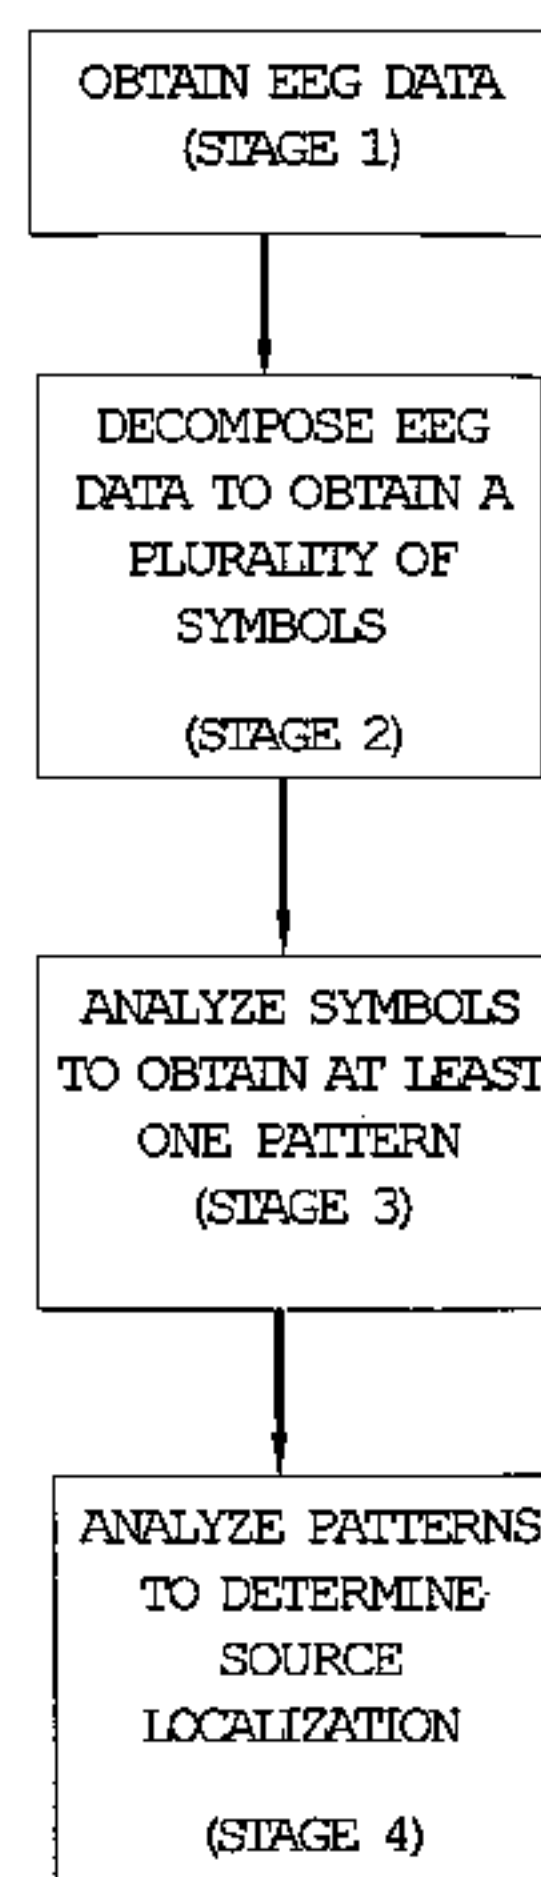 OBTAIN EEG DATA
(STAGE 1)
DECOMPOSE EEG
DATA TO OBTAIN A
PLURALITY OF
SYMBOLS
(STAGE 2)
ANALYZE SYMBOLS
TO OBTAIN AT LEAST
ONE PATTERN
(STAGE 3)
ANALYZE PATTERNS
TO DETERMINE
SOURCE
LOCALIZATION
(STAGE 4)